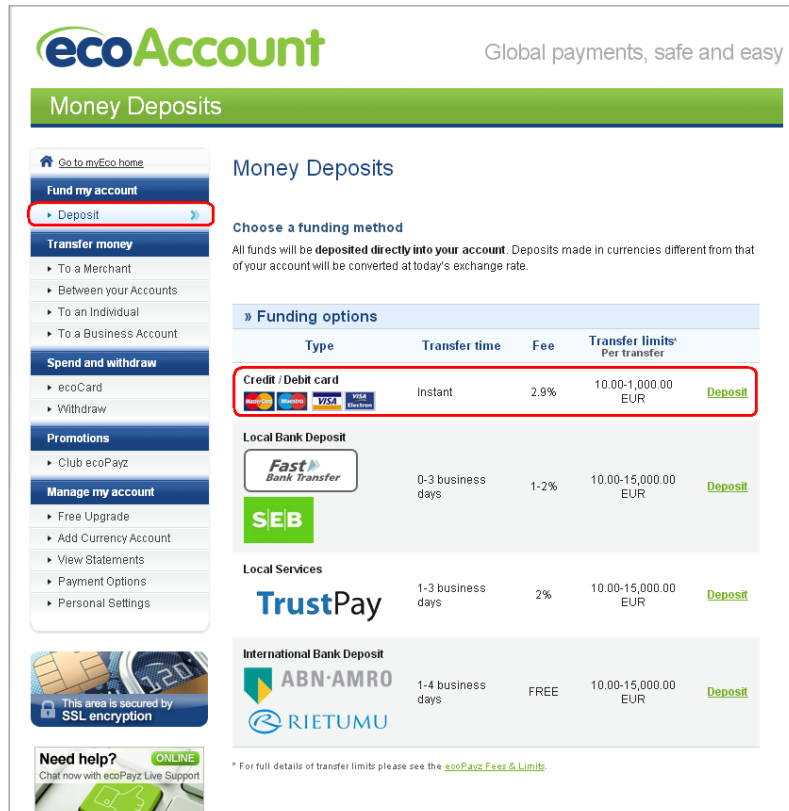 ecoAccount
Global payments, safe and easy
Money Deposits
Go to myEco home
Fund my account
Deposit »
Transfer money
To a Merchant
Between your Accounts
To an Individual
To a Business Account
Spend and withdraw
ecoCard
Withdraw
Promotions
Club ecoPayz
Manage my account
Free Upgrade
Add Currency Account
View Statements
Payment Options
Personal Settings
This area is secured by
SSL encryption
Need help? ONLINE
Chat now with ecoPayz Live Support
Money Deposits
Choose a funding method
All funds will be deposited directly into your account. Deposits made in currencies different from that
of your account will be converted at today's exchange rate.
» Funding options
Type Transfer time Fee Transfer limits*
Per transfer
Credit / Debit card
MasterCard Maestro VISA VISA Electron
Instant 2.9% 10.00-1,000.00
EUR Deposit
Local Bank Deposit
Fast
Bank Transfer
SEB
0-3 business
days 1-2% 10.00-15,000.00
EUR Deposit
Local Services
TrustPay
1-3 business
days 2% 10.00-15,000.00
EUR Deposit
International Bank Deposit
ABN·AMRO
RIETUMU
1-4 business
days FREE 10.00-15,000.00
EUR Deposit
* For full details of transfer limits please see the ecoPayz Fees & Limits.